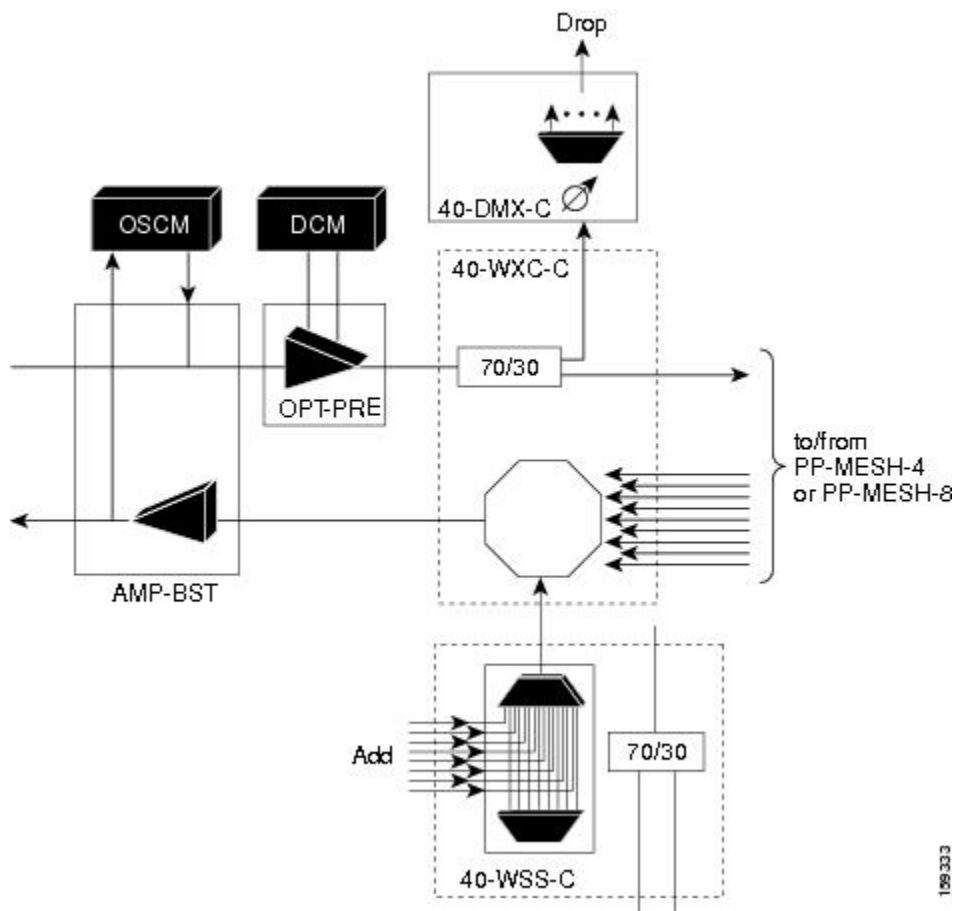 Drop
40-DMX-C
OSCM
DCM
40-WXC-C
70/30
OPT-PRE
to/from
PP-MESH-4
or PP-MESH-8
AMP-BST
Add
70/30
40-WSS-C
159333